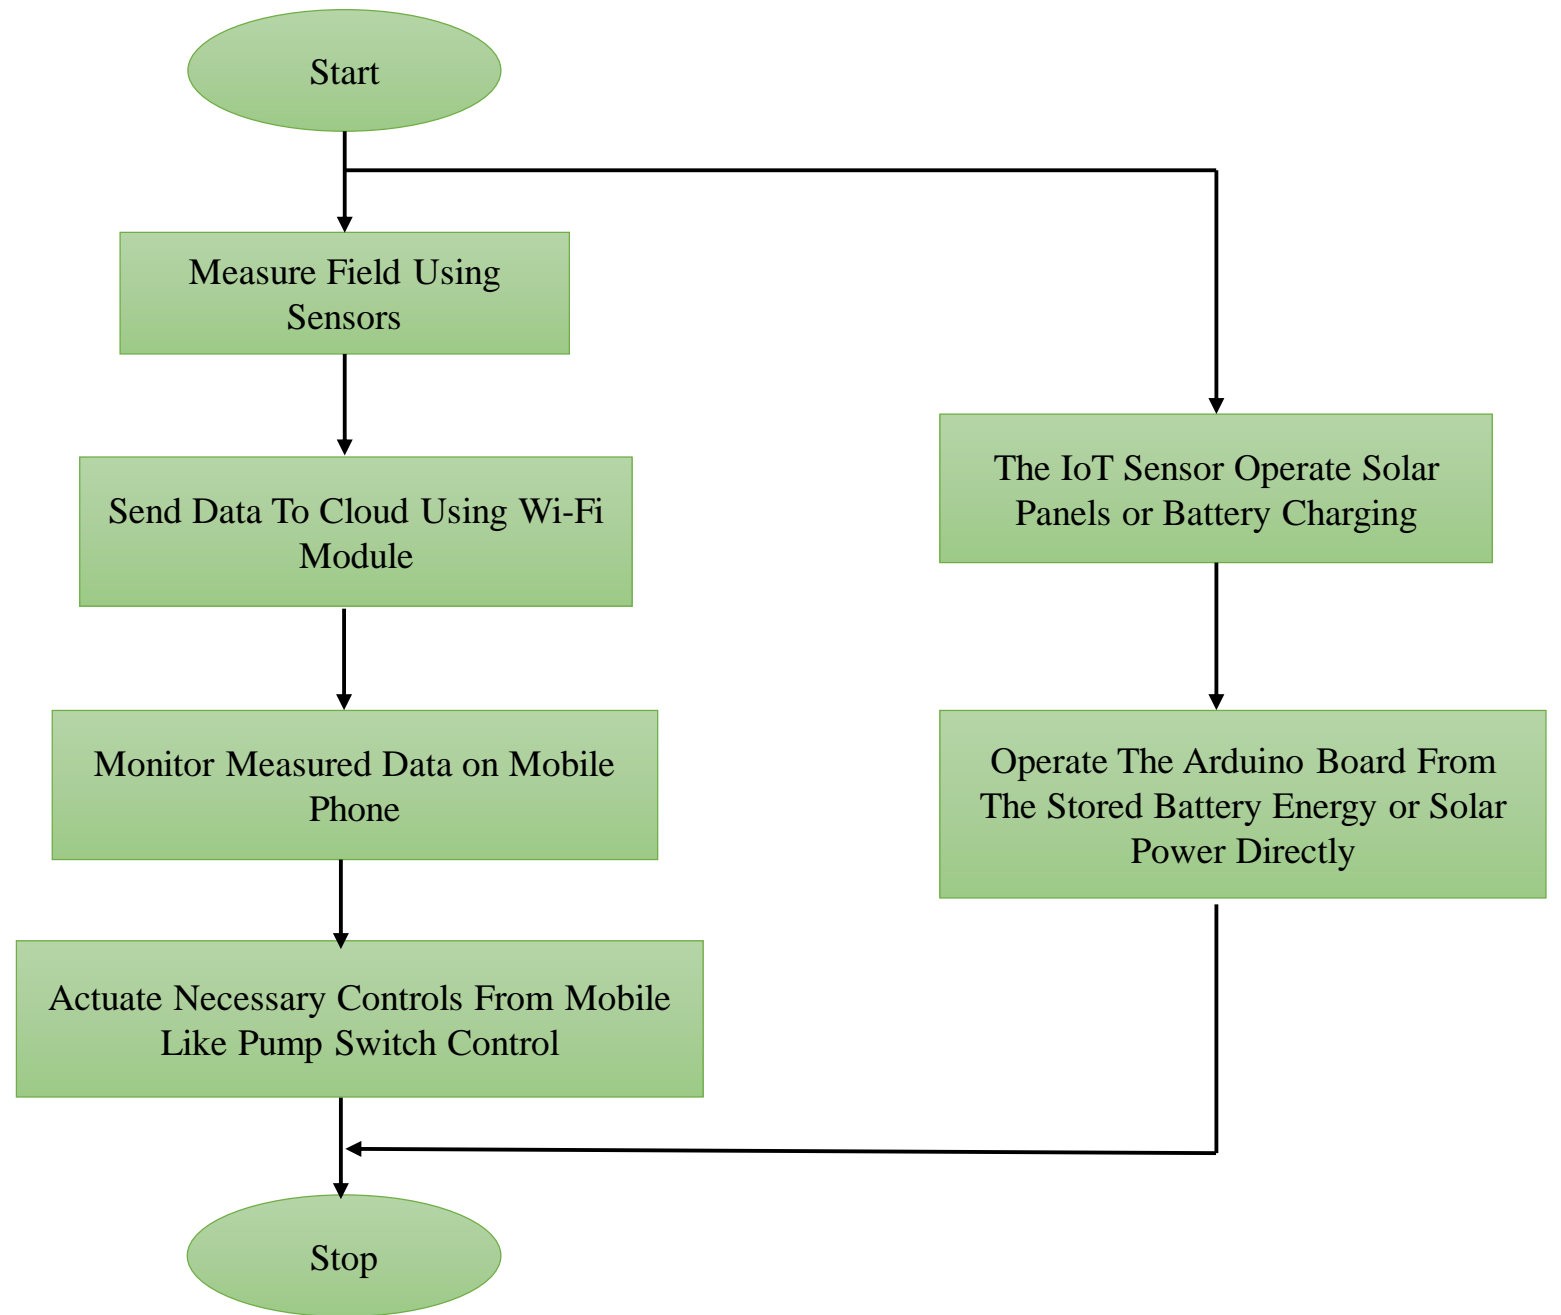 Start
Measure Field Using
Sensors
Send Data To Cloud Using Wi-Fi
Module
Monitor Measured Data on Mobile
Phone
Actuate Necessary Controls From Mobile
Like Pump Switch Control
The IoT Sensor Operate Solar
Panels or Battery Charging
Operate The Arduino Board From
The Stored Battery Energy or Solar
Power Directly
Stop